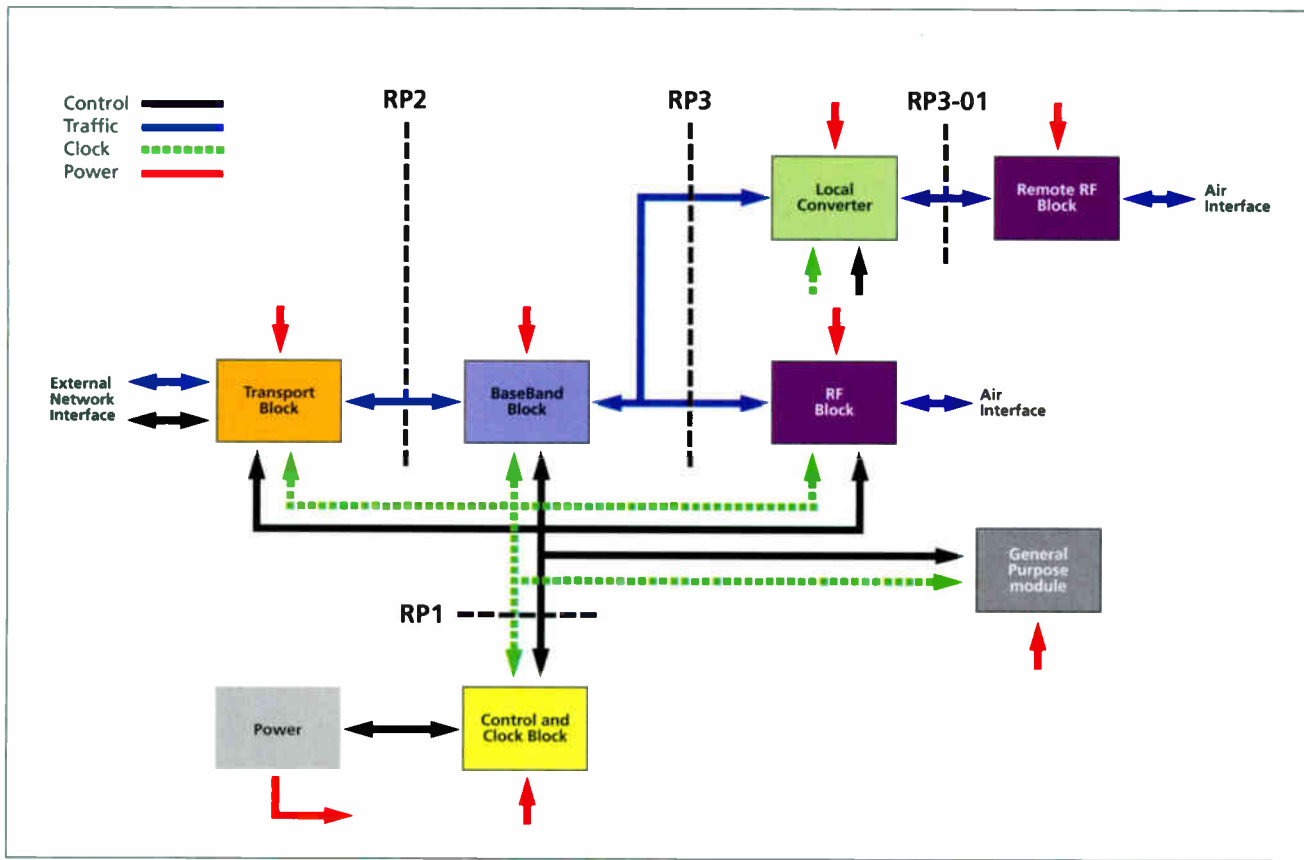 Control
Traffic
Clock
Power
RP2
RP3
RP3-01
Local
Converter
Remote RF
Block
Air
Interface
External
Network
Interface
Transport
Block
BaseBand
Block
RF
Block
Air
Interface
General
Purpose
module
RP1
Power
Control and
Clock Block